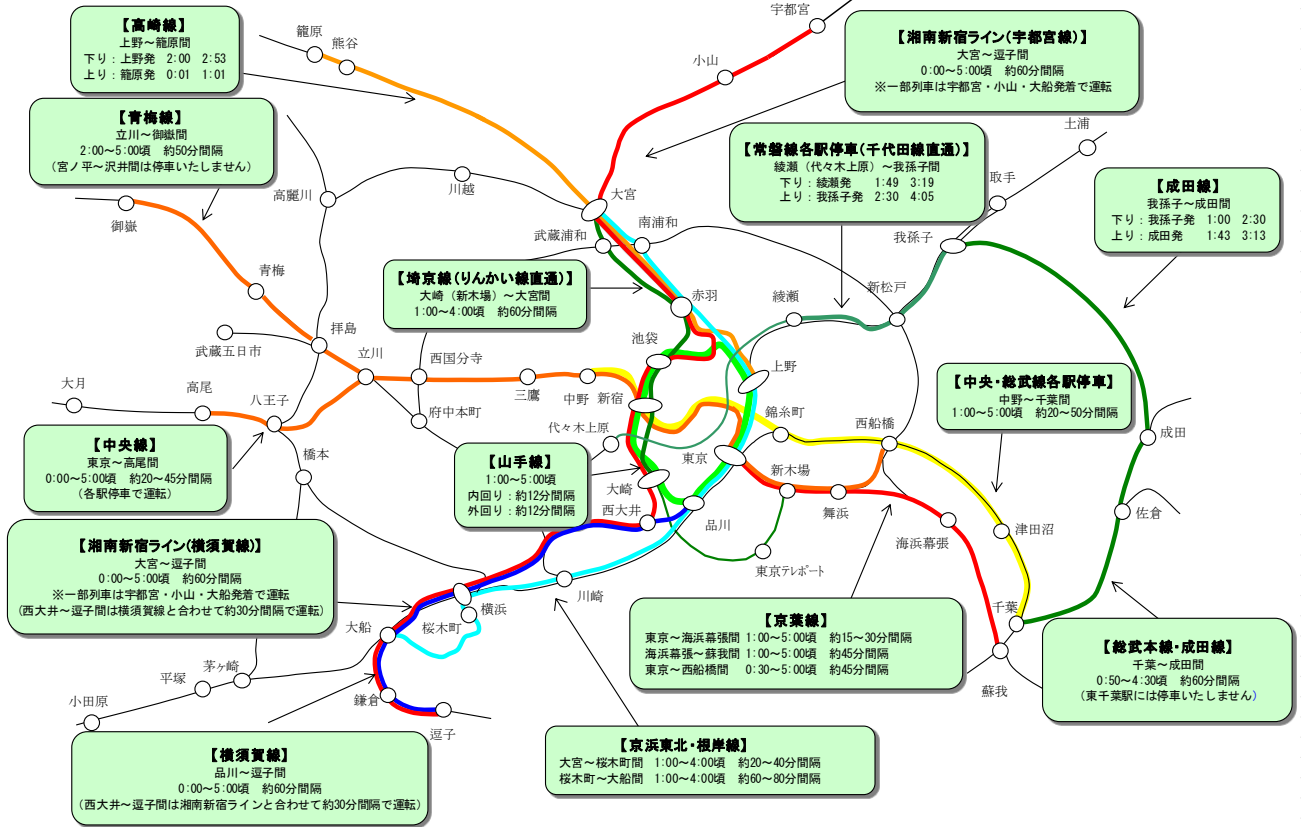 【高崎線】
上野～籠原間
下り：上野発 2:00 2:53
上り：籠原発 0:01 1:01
【青梅線】
立川～御嶽間
2:00～5:00頃 約50分間隔
（宮ノ平～沢井間は停車いたしません）
【湘南新宿ライン（宇都宮線）】
大宮～逗子間
0:00～5:00頃 約60分間隔
※一部列車は宇都宮・小山・大船発着で運転
【常磐線各駅停車（千代田線直通）】
綾瀬（代々木上原）～我孫子間
下り：綾瀬発 1:49 3:19
上り：我孫子発 2:30 4:05
【成田線】
我孫子～成田間
下り：我孫子発 1:00 2:30
上り：成田発 1:43 3:13
【埼京線（りんかい線直通）】
大崎（新木場）～大宮間
1:00～4:00頃 約60分間隔
【中央・総武線各駅停車】
中野～千葉間
1:00～5:00頃 約20～50分間隔
【中央線】
東京～高尾間
0:00～5:00頃 約20～45分間隔
（各駅停車で運転）
【山手線】
1:00～5:00頃
内回り：約12分間隔
外回り：約12分間隔
【湘南新宿ライン（横須賀線）】
大宮～逗子間
0:00～5:00頃 約60分間隔
※一部列車は宇都宮・小山・大船発着で運転
（西大井～逗子間は横須賀線と合わせて約30分間隔で運転）
【京葉線】
東京～海浜幕張間 1:00～5:00頃 約15～30分間隔
海浜幕張～蘇我間 1:00～5:00頃 約45分間隔
東京～西船橋間 0:30～5:00頃 約45分間隔
【総武本線・成田線】
千葉～成田間
0:50～4:30頃 約60分間隔
（東千葉駅には停車いたしません）
【横須賀線】
品川～逗子間
0:00～5:00頃 約60分間隔
（西大井～逗子間は湘南新宿ラインと合わせて約30分間隔で運転）
【京浜東北・根岸線】
大宮～桜木町間 1:00～4:00頃 約20～40分間隔
桜木町～大船間 1:00～4:00頃 約60～80分間隔
宇都宮
籠原
熊谷
小山
土浦
取手
川越
高麗川
大宮
南浦和
武蔵浦和
我孫子
御嶽
青梅
赤羽
綾瀬
新松戸
拝島
武蔵五日市
立川
西国分寺
池袋
上野
三鷹
中野
新宿
大月
高尾
八王子
府中本町
代々木上原
錦糸町
西船橋
成田
橋本
東京
新木場
舞浜
大崎
西大井
品川
海浜幕張
津田沼
佐倉
東京テレポート
川崎
横浜
桜木町
大船
千葉
蘇我
茅ヶ崎
平塚
小田原
鎌倉
逗子